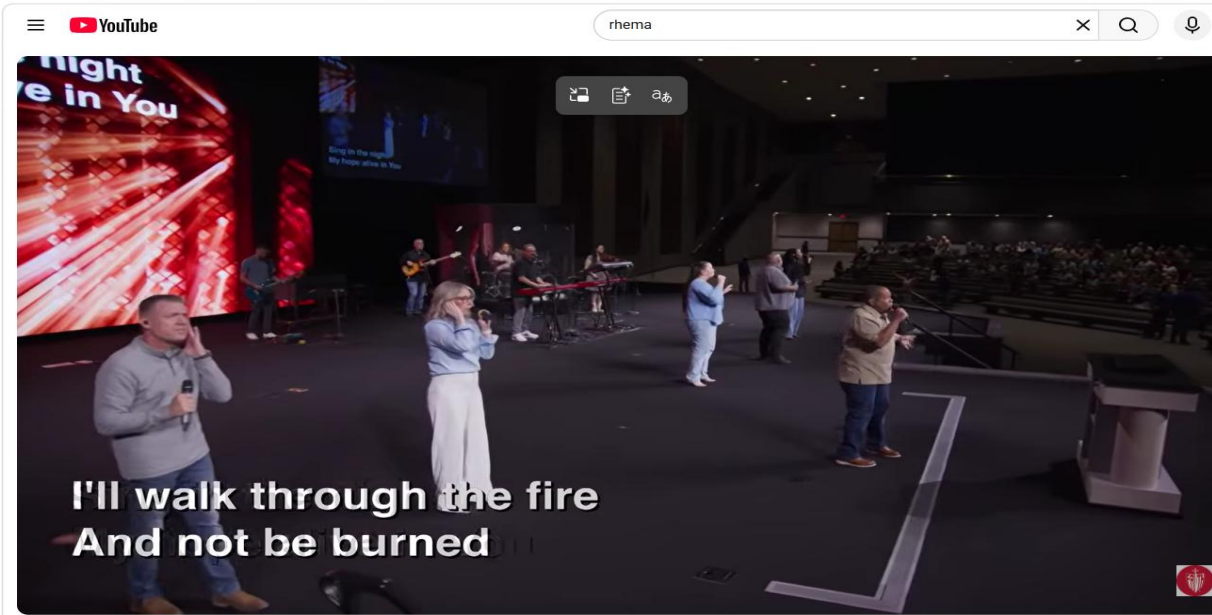 YouTube
rhema
night
e in You
Sing in the night
My hope alive in You
I'll walk through the fire
And not be burned